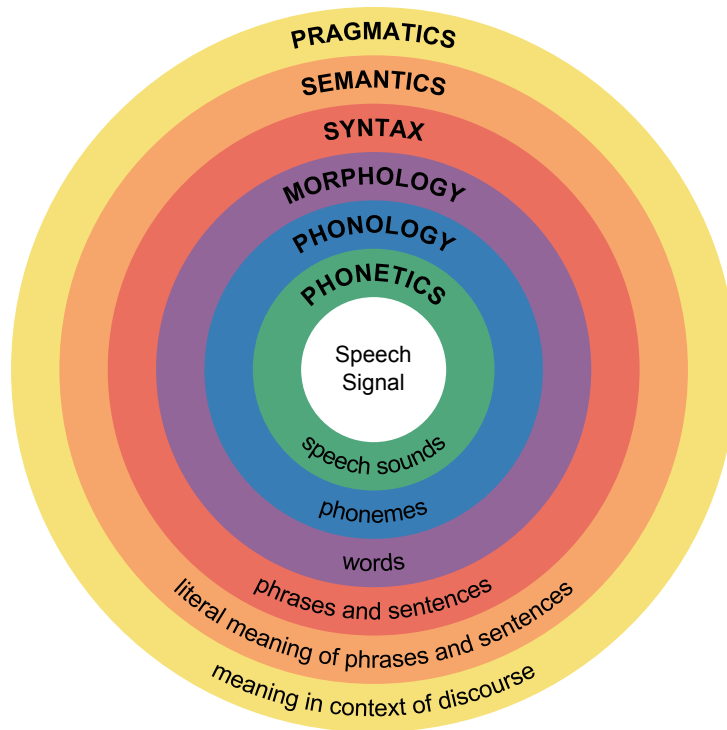 PRAGMATICS
SEMANTICS
SYNTAX
MORPHOLOGY
PHONOLOGY
PHONETICS
Speech
Signal
speech sounds
phonemes
words
phrases and sentences
literal meaning of phrases and sentences
meaning in context of discourse